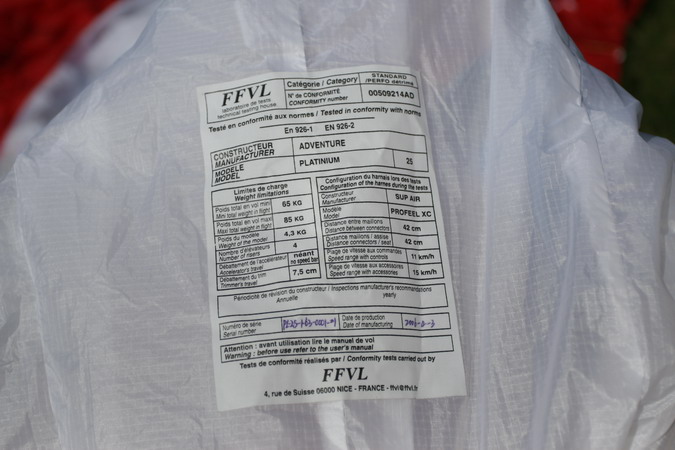 FFVL
laboratoire de tests
technical testing house
Catégorie / Category
STANDARD
/PERFO détrime
N° de CONFORMITÉ
CONFORMITY number
00509214AD
Testé en conformité aux normes / Tested in conformity with norms
En 926-1 EN 926-2
CONSTRUCTEUR
MANUFACTURER
ADVENTURE
MODÈLE
MODEL
PLATINIUM
25
Limites de charge
Weight limitations
Poids total en vol mini
Mini total weight in flight
65 KG
Poids total en vol maxi
Maxi total weight in flight
85 KG
Poids du modèle
Weight of the model
4,3 KG
Nombre d'élévateurs
Number of risers
4
Débattement de l'accélérateur
Accelerator's travel
néant
no speed bar
Débattement du trim
Trimmer's travel
7,5 cm
Configuration du harnais lors des tests
Configuration of the harnes during the tests
Constructeur
Manufacturer
SUP AIR
Modèle
Model
PROFEEL XC
Distance entre maillons
Distance between connectors
42 cm
Distance maillons / assise
Distance connectors / seat
42 cm
Plage de vitesse aux commandes
Speed range with controls
11 km/h
Plage de vitesse aux accessoires
Speed range with accessories
15 km/h
Périodicité de révision du constructeur / Inspections manufacturer's recommandations
Annuelle yearly
Numéro de série
Serial number
Date de production
Date of manufacturing
Attention : avant utilisation lire le manuel de vol
Warning : before use refer to the user's manual
Tests de conformité réalisés par / Conformity tests carried out by
FFVL
4, rue de Suisse 06000 NICE - FRANCE - ffvl@ffvl.fr